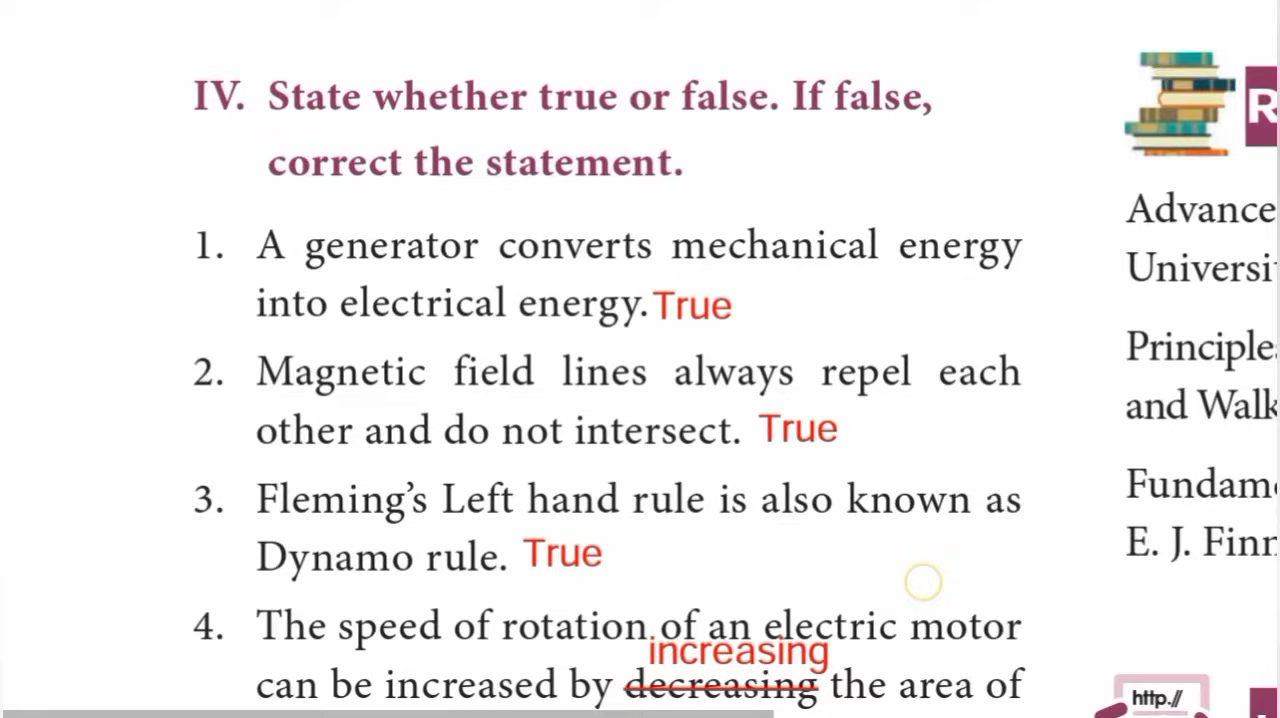 IV. State whether true or false. If false,
correct the statement.
1. A generator converts mechanical energy
into electrical energy. True
2. Magnetic field lines always repel each
other and do not intersect. True
3. Fleming's Left hand rule is also known as
Dynamo rule. True
4. The speed of rotation of an electric motor
increasing
can be increased by decreasing the area of
R
Advance
Universi
Principle
and Walk
Fundam
E. J. Finn
http://